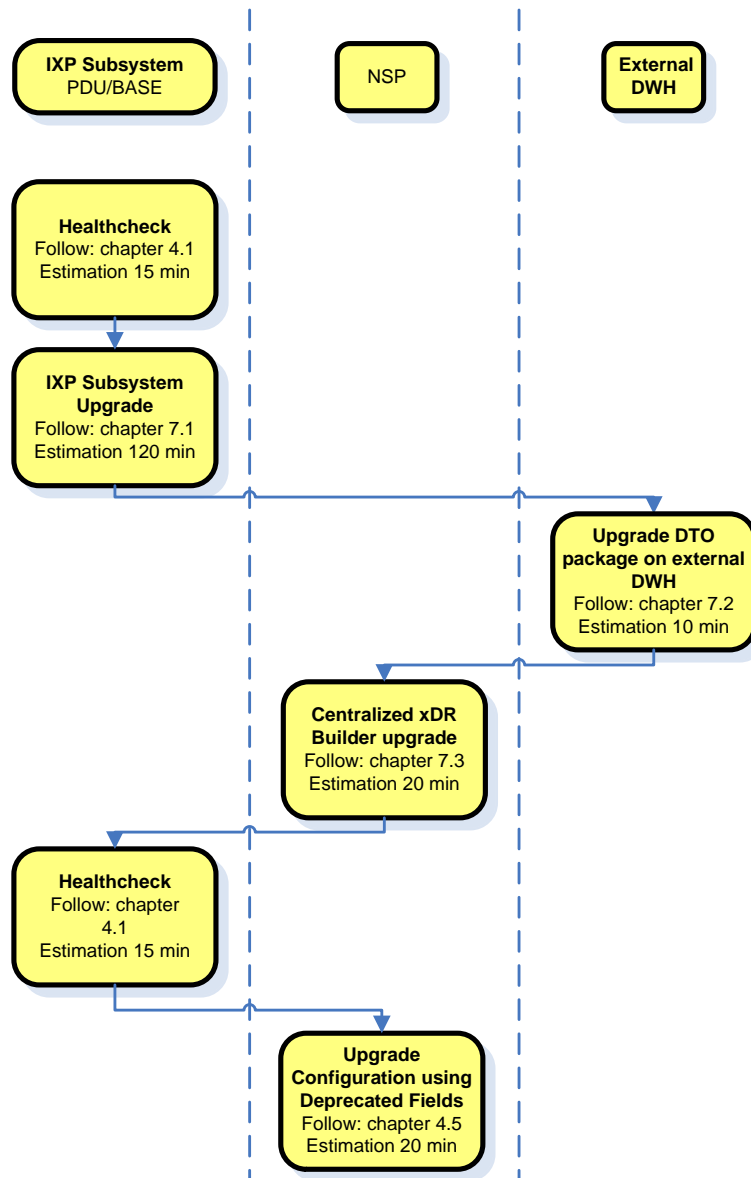 IXP Subsystem
PDU/BASE
NSP
External
DWH
Healthcheck
Follow: chapter 4.1
Estimation 15 min
IXP Subsystem
Upgrade
Follow: chapter 7.1
Estimation 120 min
Upgrade DTO
package on external
DWH
Follow: chapter 7.2
Estimation 10 min
Centralized xDR
Builder upgrade
Follow: chapter 7.3
Estimation 20 min
Healthcheck
Follow: chapter
4.1
Estimation 15 min
Upgrade
Configuration using
Deprecated Fields
Follow: chapter 4.5
Estimation 20 min